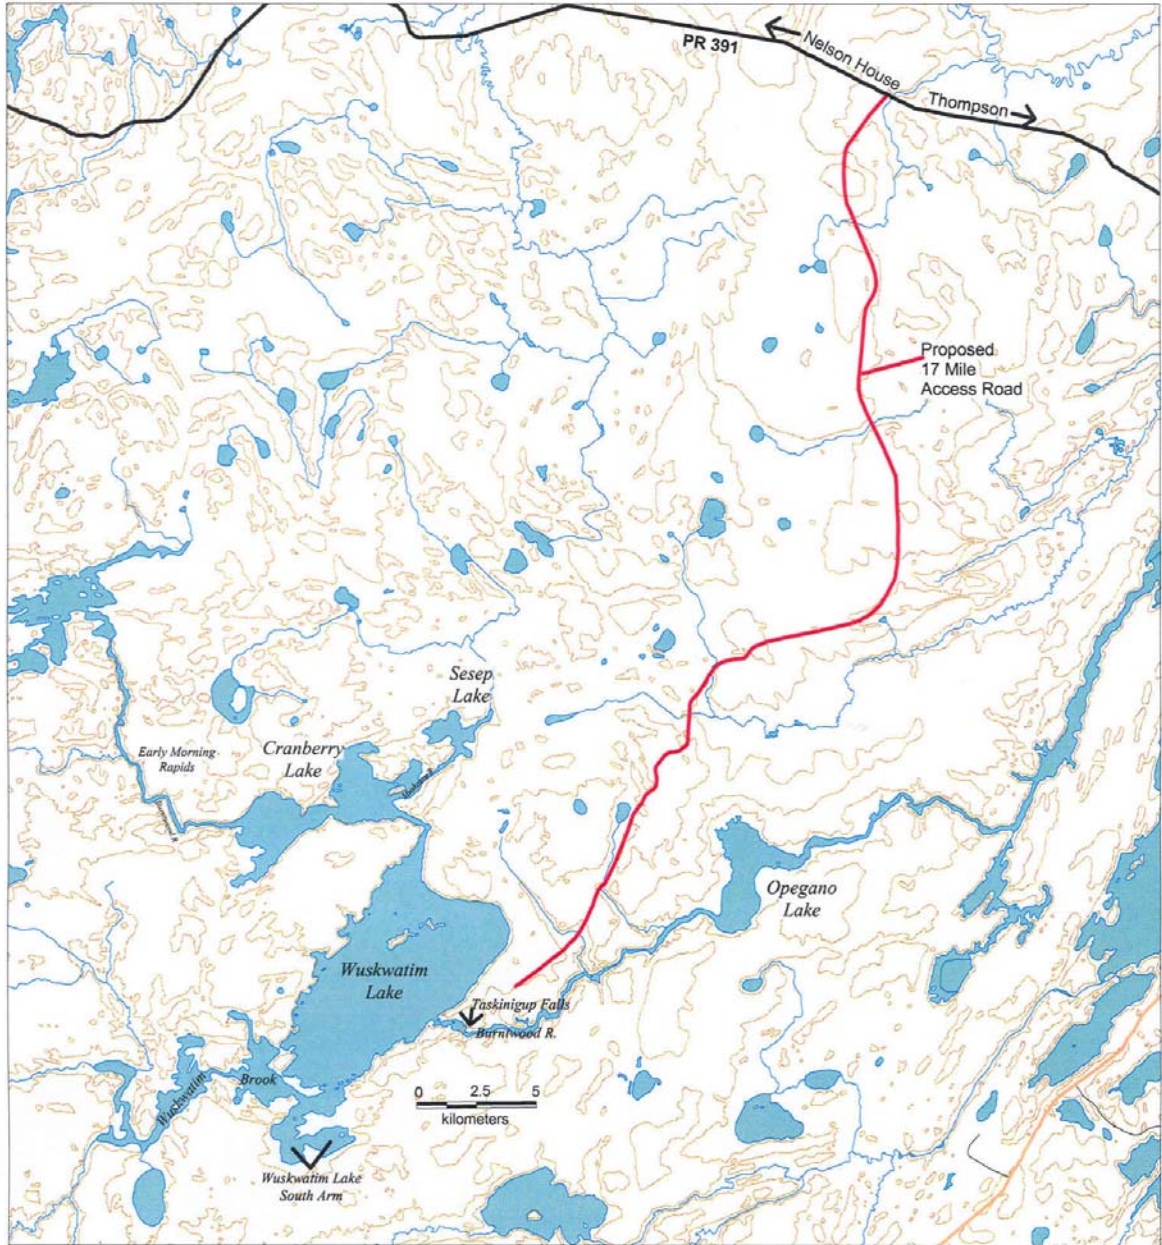 PR 391
Nelson House
Thompson
Proposed
17 Mile
Access Road
Sesep
Lake
Early Morning
Rapids
Cranberry
Lake
Burntwood R.
Opegano
Lake
Wuskwatim
Lake
Taskinigup Falls
Burntwood R.
Wuskwatim
Brook
0 2.5 5
kilometers
Wuskwatim Lake
South Arm